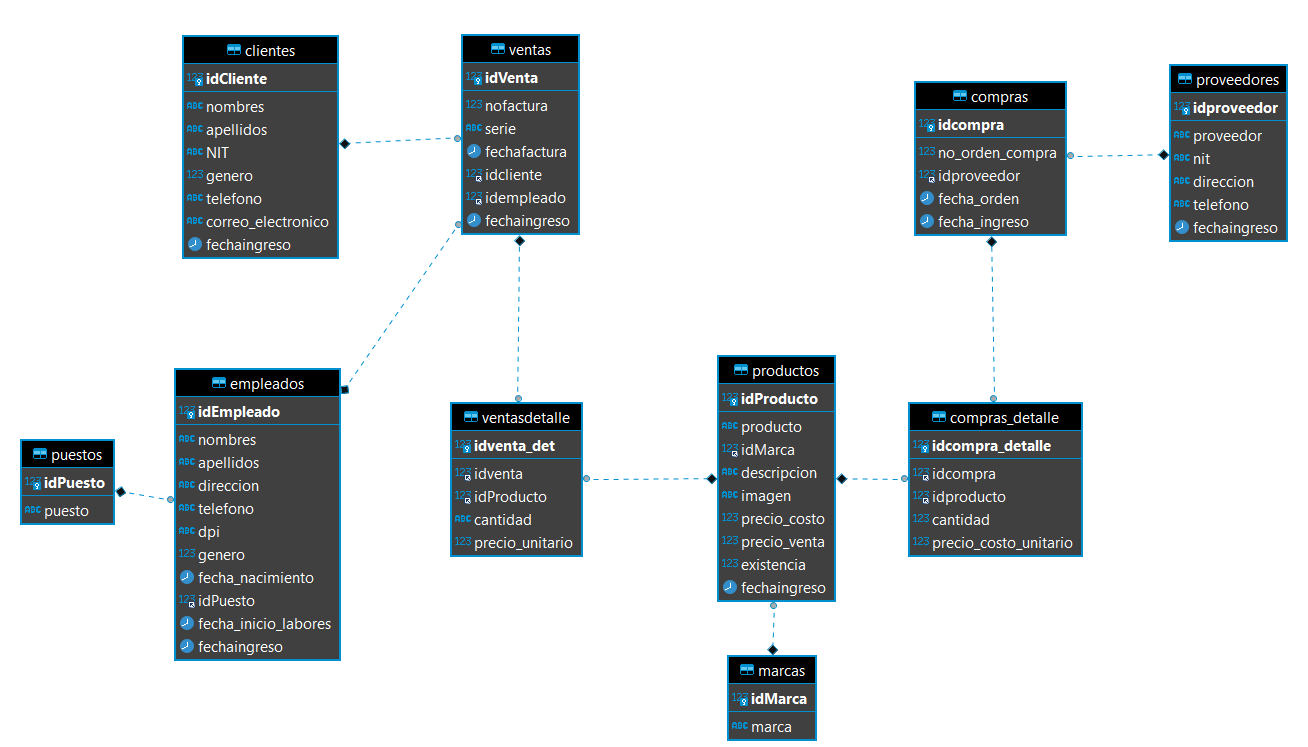 clientes
123 idCliente
ABC nombres
ABC apellidos
ABC NIT
123 genero
ABC telefono
ABC correo_electronico
fechaingreso
ventas
123 idVenta
123 nofactura
ABC serie
fechafactura
123 idcliente
123 idempleado
fechaingreso
compras
123 idcompra
123 no_orden_compra
123 idproveedor
fecha_orden
fecha_ingreso
proveedores
123 idproveedor
ABC proveedor
ABC nit
ABC direccion
ABC telefono
fechaingreso
puestos
123 idPuesto
ABC puesto
empleados
123 idEmpleado
ABC nombres
ABC apellidos
ABC direccion
ABC telefono
ABC dpi
123 genero
fecha_nacimiento
123 idPuesto
fecha_inicio_labores
fechaingreso
ventasdetalle
123 idventa_det
123 idventa
123 idProducto
ABC cantidad
123 precio_unitario
productos
123 idProducto
ABC producto
123 idMarca
ABC descripcion
ABC imagen
123 precio_costo
123 precio_venta
123 existencia
fechaingreso
compras_detalle
123 idcompra_detalle
123 idcompra
123 idproducto
123 cantidad
123 precio_costo_unitario
marcas
123 idMarca
ABC marca